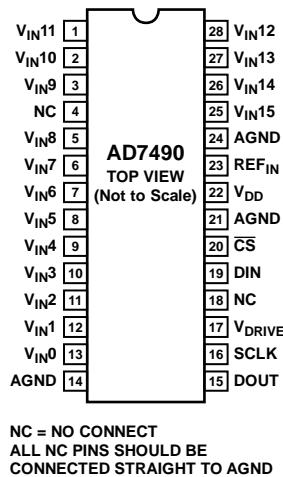 VIN11 1
VIN10 2
VIN9 3
NC 4
VIN8 5
VIN7 6
VIN6 7
VIN5 8
VIN4 9
VIN3 10
VIN2 11
VIN1 12
VIN0 13
AGND 14
AD7490
TOP VIEW
(Not to Scale)
28 VIN12
27 VIN13
26 VIN14
25 VIN15
24 AGND
23 REFIN
22 VDD
21 AGND
20 CS
19 DIN
18 NC
17 VDRIVE
16 SCLK
15 DOUT
NC = NO CONNECT
ALL NC PINS SHOULD BE
CONNECTED STRAIGHT TO AGND